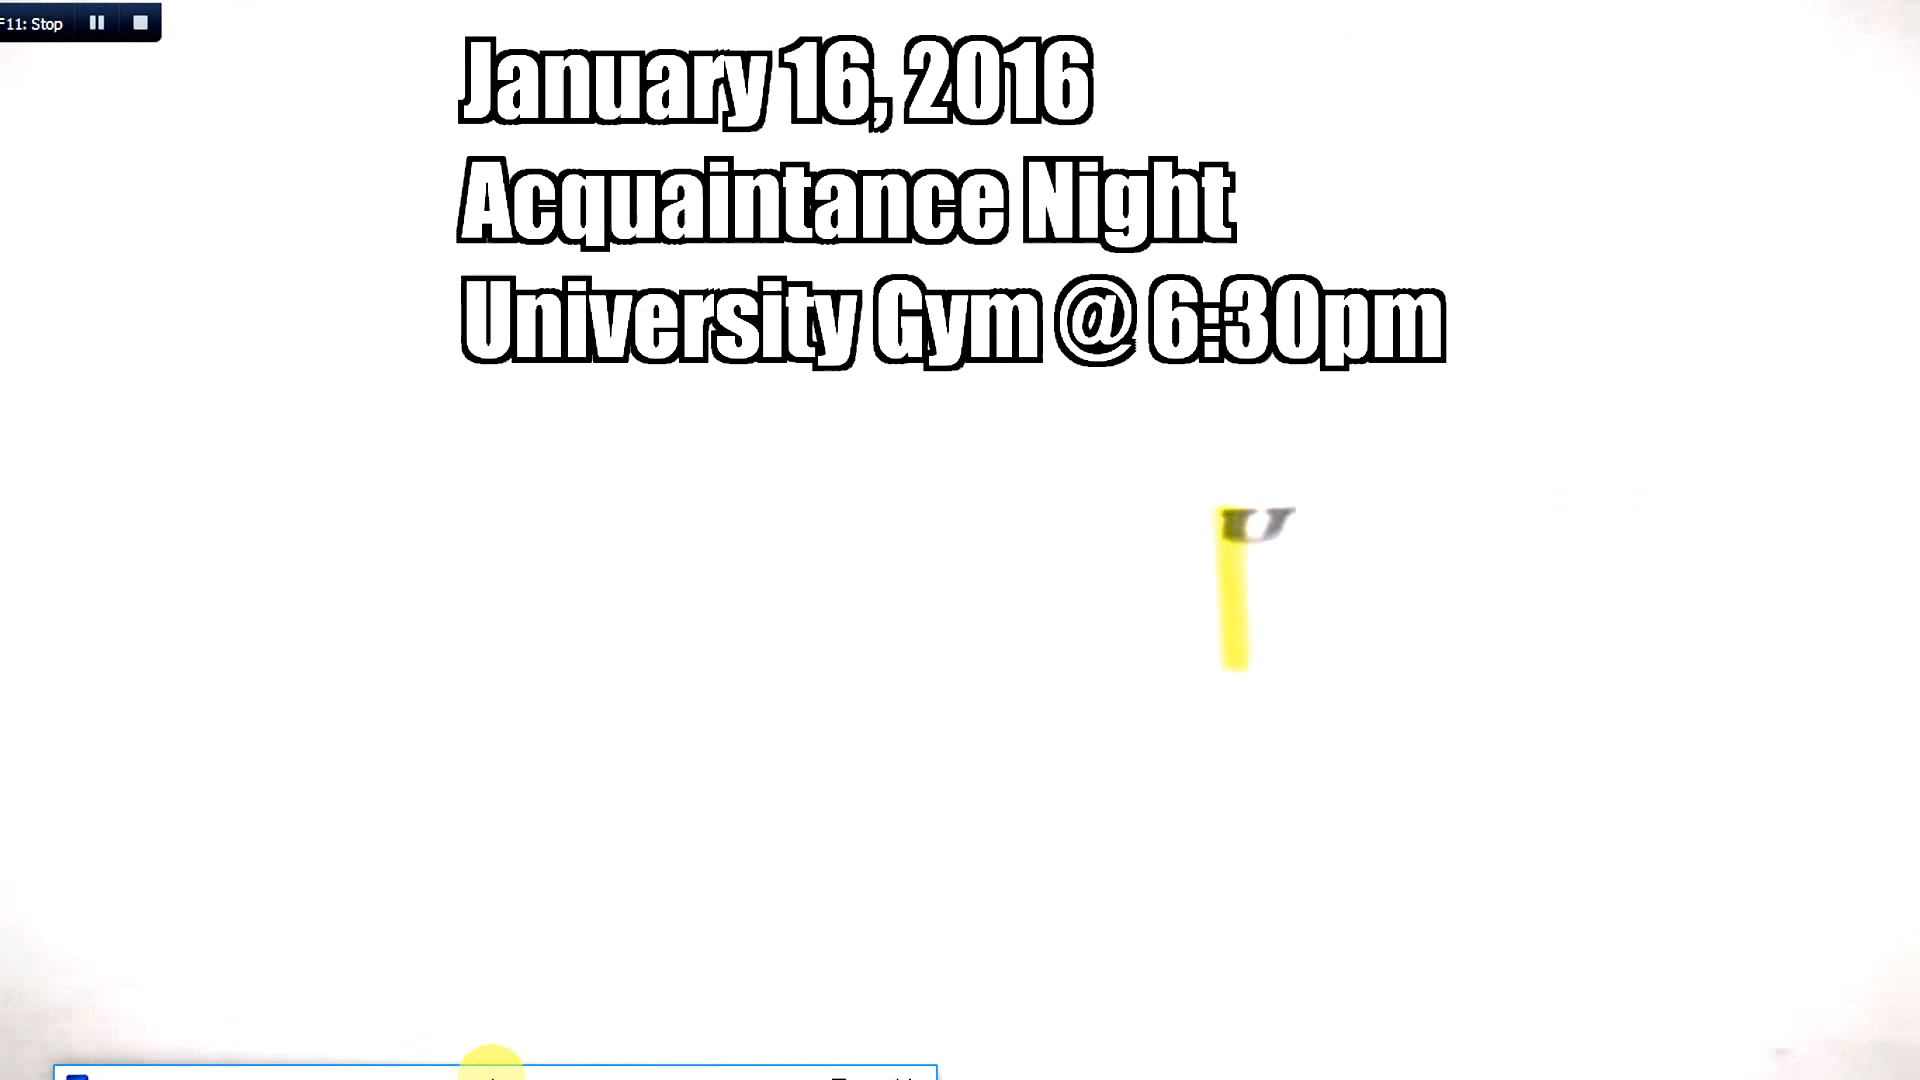 F11: Stop
January 16, 2016
Acquaintance Night
University Gym @ 6:30pm